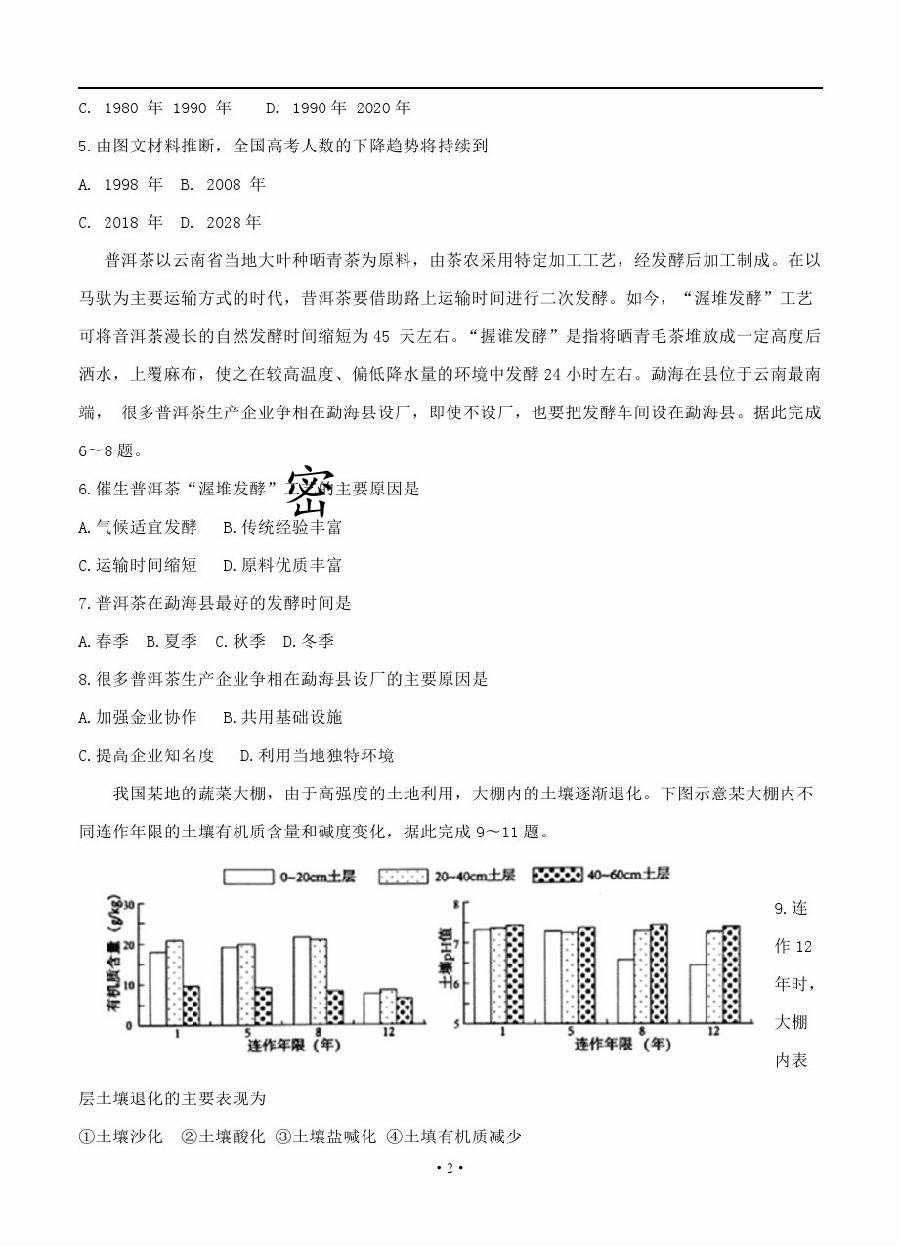 C. 1980 年 1990 年 D. 1990年 2020年
5.由图文材料推断，全国高考人数的下降趋势将持续到
A. 1998 年 B. 2008 年
C. 2018 年 D. 2028年
普洱茶以云南省当地大叶种晒青茶为原料，由茶农采用特定加工工艺，经发酵后加工制成。在以
马驮为主要运输方式的时代，昔洱茶要借助路上运输时间进行二次发酵。如今，“渥堆发酵”工艺
可将音洱茶漫长的自然发酵时间缩短为45 天左右。“握谁发酵”是指将晒青毛茶堆放成一定高度后
洒水，上覆麻布，使之在较高温度、偏低降水量的环境中发酵24小时左右。勐海在县位于云南最南
端， 很多普洱茶生产企业争相在勐海县设厂，即使不设厂，也要把发酵车间设在勐海县。据此完成
6--8题。
6.催生普洱茶“渥堆发酵”工艺的主要原因是
密
A.气候适宜发酵 B.传统经验丰富
C.运输时间缩短 D.原料优质丰富
7.普洱茶在勐海县最好的发酵时间是
A.春季 B.夏季 C.秋季 D.冬季
8.很多普洱茶生产企业争相在勐海县设厂的主要原因是
A.加强金业协作 B.共用基础设施
C.提高企业知名度 D.利用当地独特环境
我国某地的蔬菜大棚，由于高强度的土地利用，大棚内的土壤逐渐退化。下图示意某大棚内不
同连作年限的土壤有机质含量和碱度变化，据此完成9～11题。
0~20cm土层 20~40cm土层 40~60cm土层
有机质含量（g/kg）
30
20
10
0
1 5 8 12
连作年限（年）
土壤pH值
8
7
6
5
1 5 8 12
连作年限（年）
9.连
作12
年时，
大棚
内表
层土壤退化的主要表现为
①土壤沙化 ②土壤酸化 ③土壤盐碱化 ④土填有机质减少
·2·